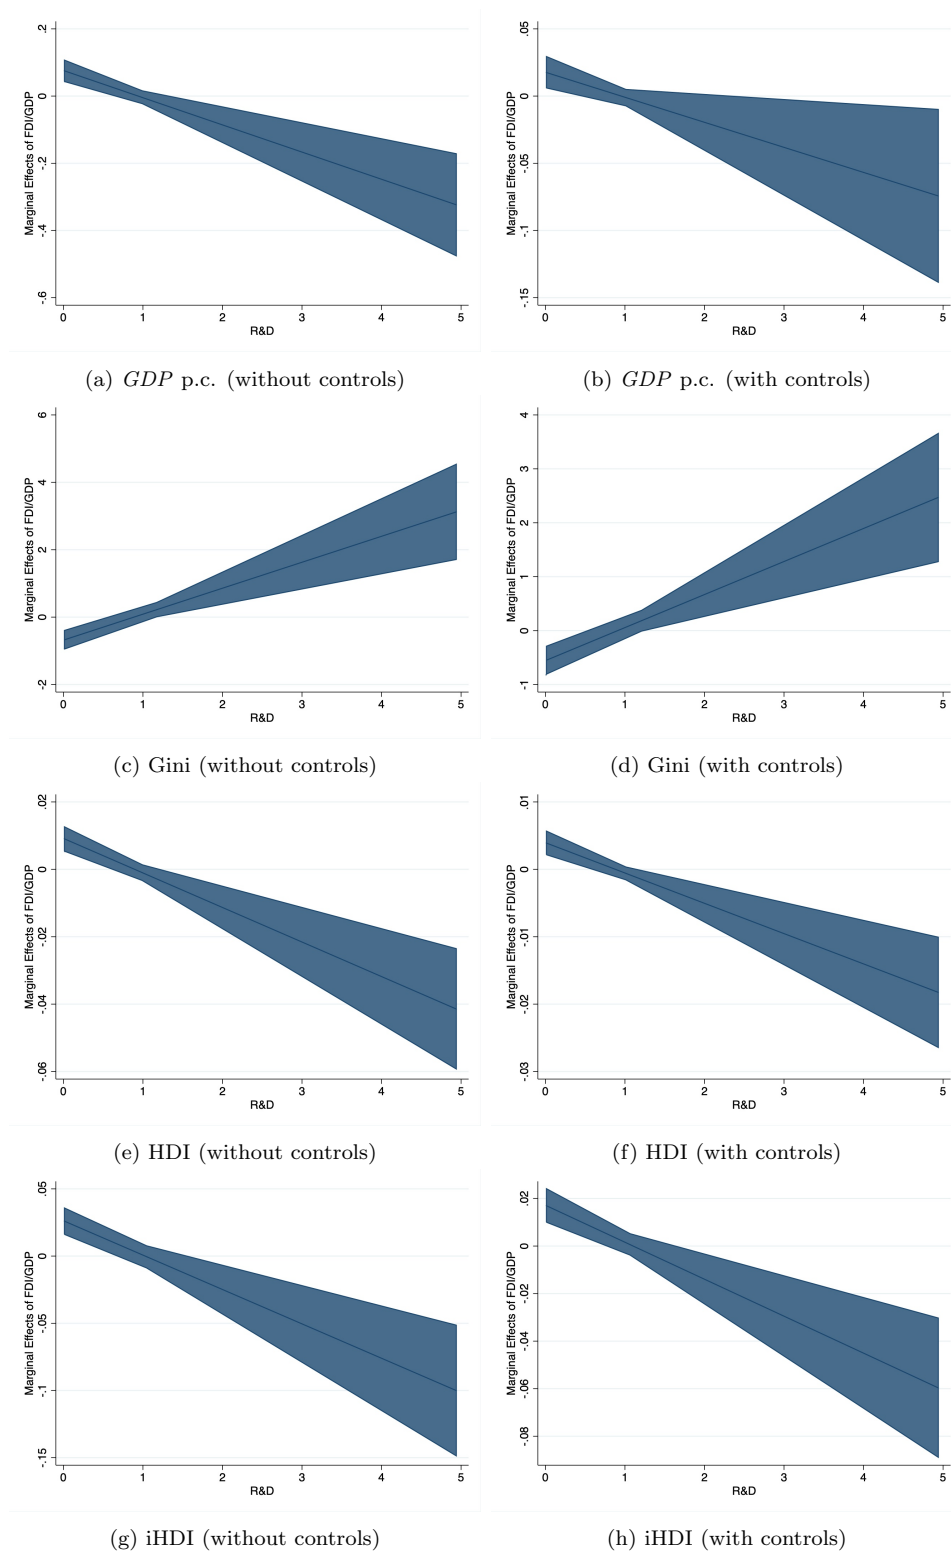 .2
0
-.2
-.4
-.6
Marginal Effects of FDI/GDP
0 1 2 3 4 5
R&D
(a) GDP p.c. (without controls)
.05
0
-.05
-.1
-.15
Marginal Effects of FDI/GDP
0 1 2 3 4 5
R&D
(b) GDP p.c. (with controls)
6
4
2
0
-2
Marginal Effects of FDI/GDP
0 1 2 3 4 5
R&D
(c) Gini (without controls)
4
3
2
1
0
-1
Marginal Effects of FDI/GDP
0 1 2 3 4 5
R&D
(d) Gini (with controls)
.02
0
-.02
-.04
-.06
Marginal Effects of FDI/GDP
0 1 2 3 4 5
R&D
(e) HDI (without controls)
.01
0
-.01
-.02
-.03
Marginal Effects of FDI/GDP
0 1 2 3 4 5
R&D
(f) HDI (with controls)
.05
0
-.05
-.1
-.15
Marginal Effects of FDI/GDP
0 1 2 3 4 5
R&D
(g) iHDI (without controls)
.02
0
-.02
-.04
-.06
-.08
Marginal Effects of FDI/GDP
0 1 2 3 4 5
R&D
(h) iHDI (with controls)